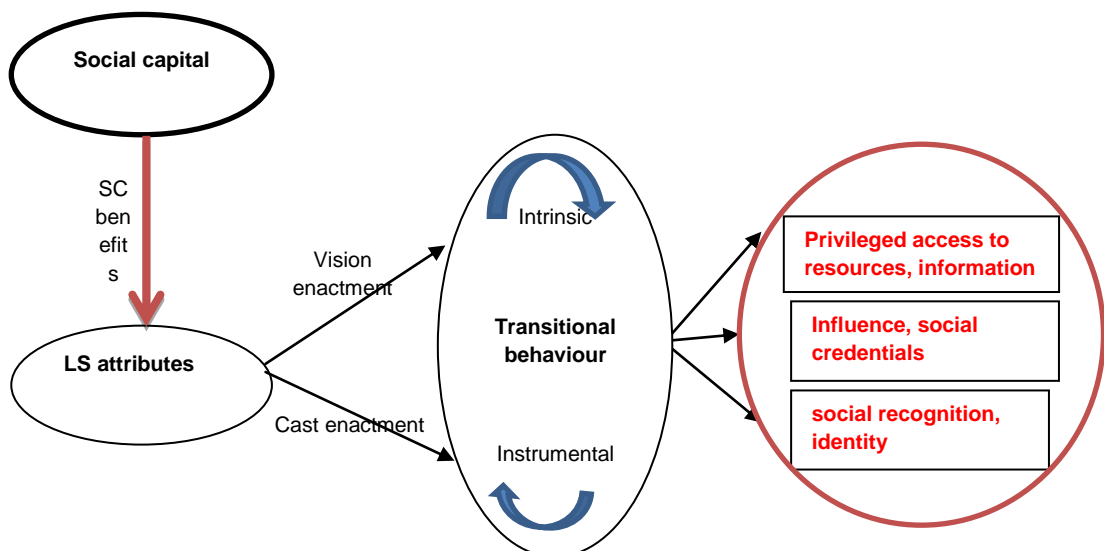 Social capital
SC
ben
efit
s
LS attributes
Vision
enactment
Cast enactment
Intrinsic
Transitional
behaviour
Instrumental
Privileged access to
resources, information
Influence, social
credentials
social recognition,
identity